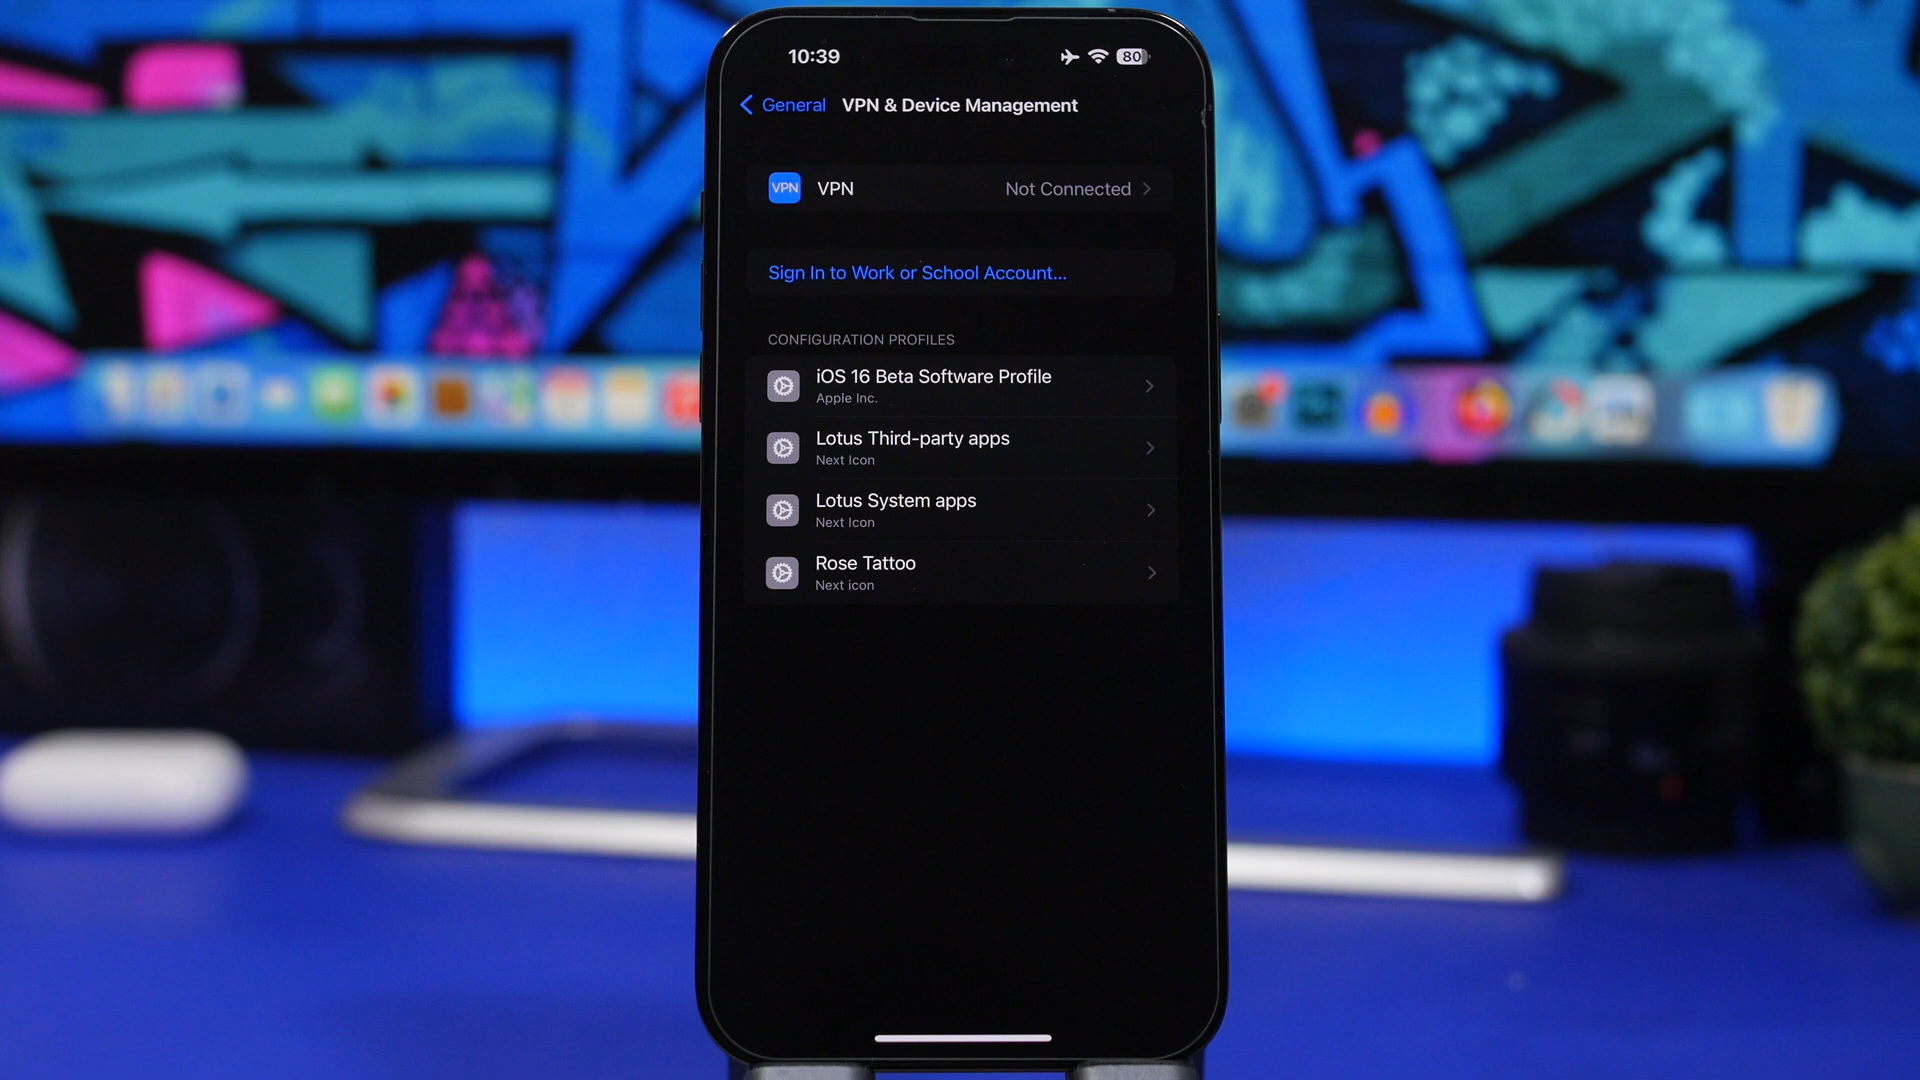 10:39
80
General VPN & Device Management
VPN VPN Not Connected
Sign In to Work or School Account...
CONFIGURATION PROFILES
iOS 16 Beta Software Profile
Apple Inc.
Lotus Third-party apps
Next Icon
Lotus System apps
Next Icon
Rose Tattoo
Next icon